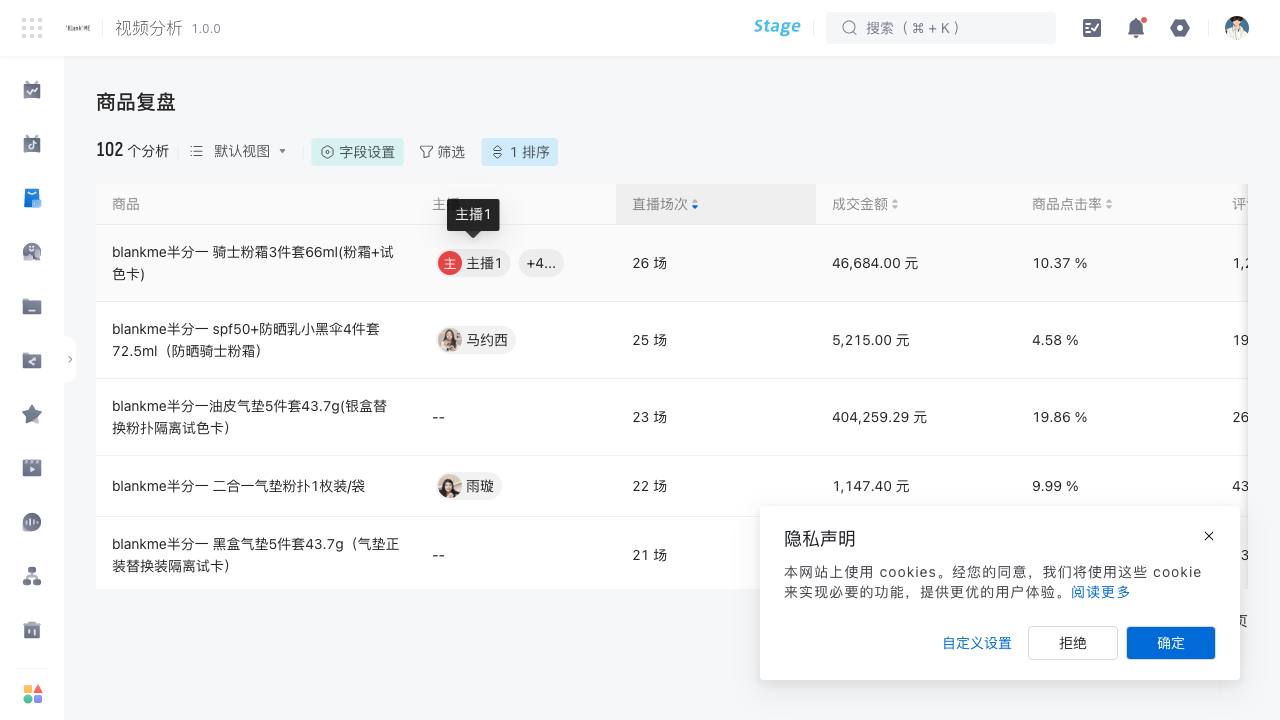 'Blank'ME
视频分析 1.0.0
Stage
搜索（⌘ + K）
商品复盘
102 个分析
默认视图
字段设置
筛选
1 排序
商品
主
直播场次
成交金额
商品点击率
主播1
blankme半分一 骑士粉霜3件套66ml(粉霜+试
色卡)
主 主播1
+4...
26 场
46,684.00 元
10.37 %
1,2
blankme半分一 spf50+防晒乳小黑伞4件套
72.5ml（防晒骑士粉霜）
马约西
25 场
5,215.00 元
4.58 %
19
blankme半分一油皮气垫5件套43.7g(银盒替
换粉扑隔离试色卡)
--
23 场
404,259.29 元
19.86 %
26
blankme半分一 二合一气垫粉扑1枚装/袋
雨璇
22 场
1,147.40 元
9.99 %
43
blankme半分一 黑盒气垫5件套43.7g（气垫正
装替换装隔离试卡）
--
21 场
3
页
隐私声明
本网站上使用 cookies。经您的同意，我们将使用这些 cookie
来实现必要的功能，提供更优的用户体验。阅读更多
自定义设置
拒绝
确定